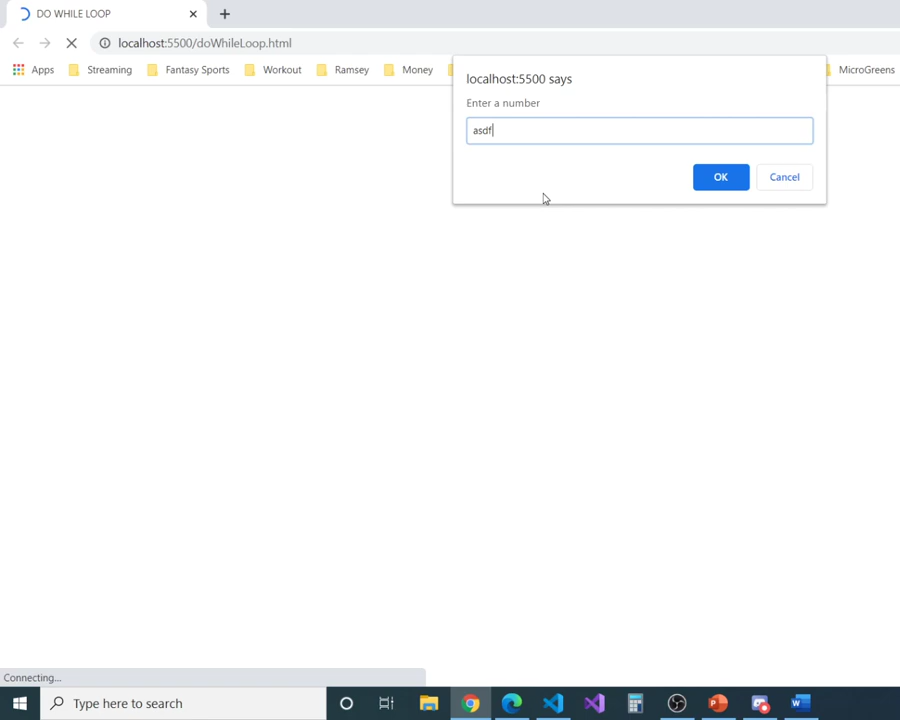 DO WHILE LOOP
localhost:5500/doWhileLoop.html
Apps Streaming Fantasy Sports Workout Ramsey Money MicroGreens
localhost:5500 says
Enter a number
asdf
OK Cancel
Connecting...
Type here to search